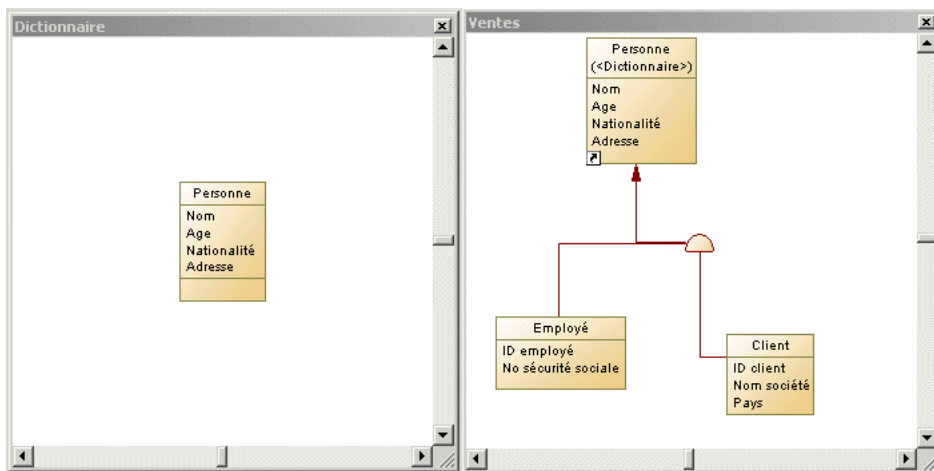 Dictionnaire
Personne
Nom
Age
Nationalité
Adresse
Ventes
Personne
(<Dictionnaire>)
Nom
Age
Nationalité
Adresse
Employé
ID employé
No sécurité sociale
Client
ID client
Nom société
Pays